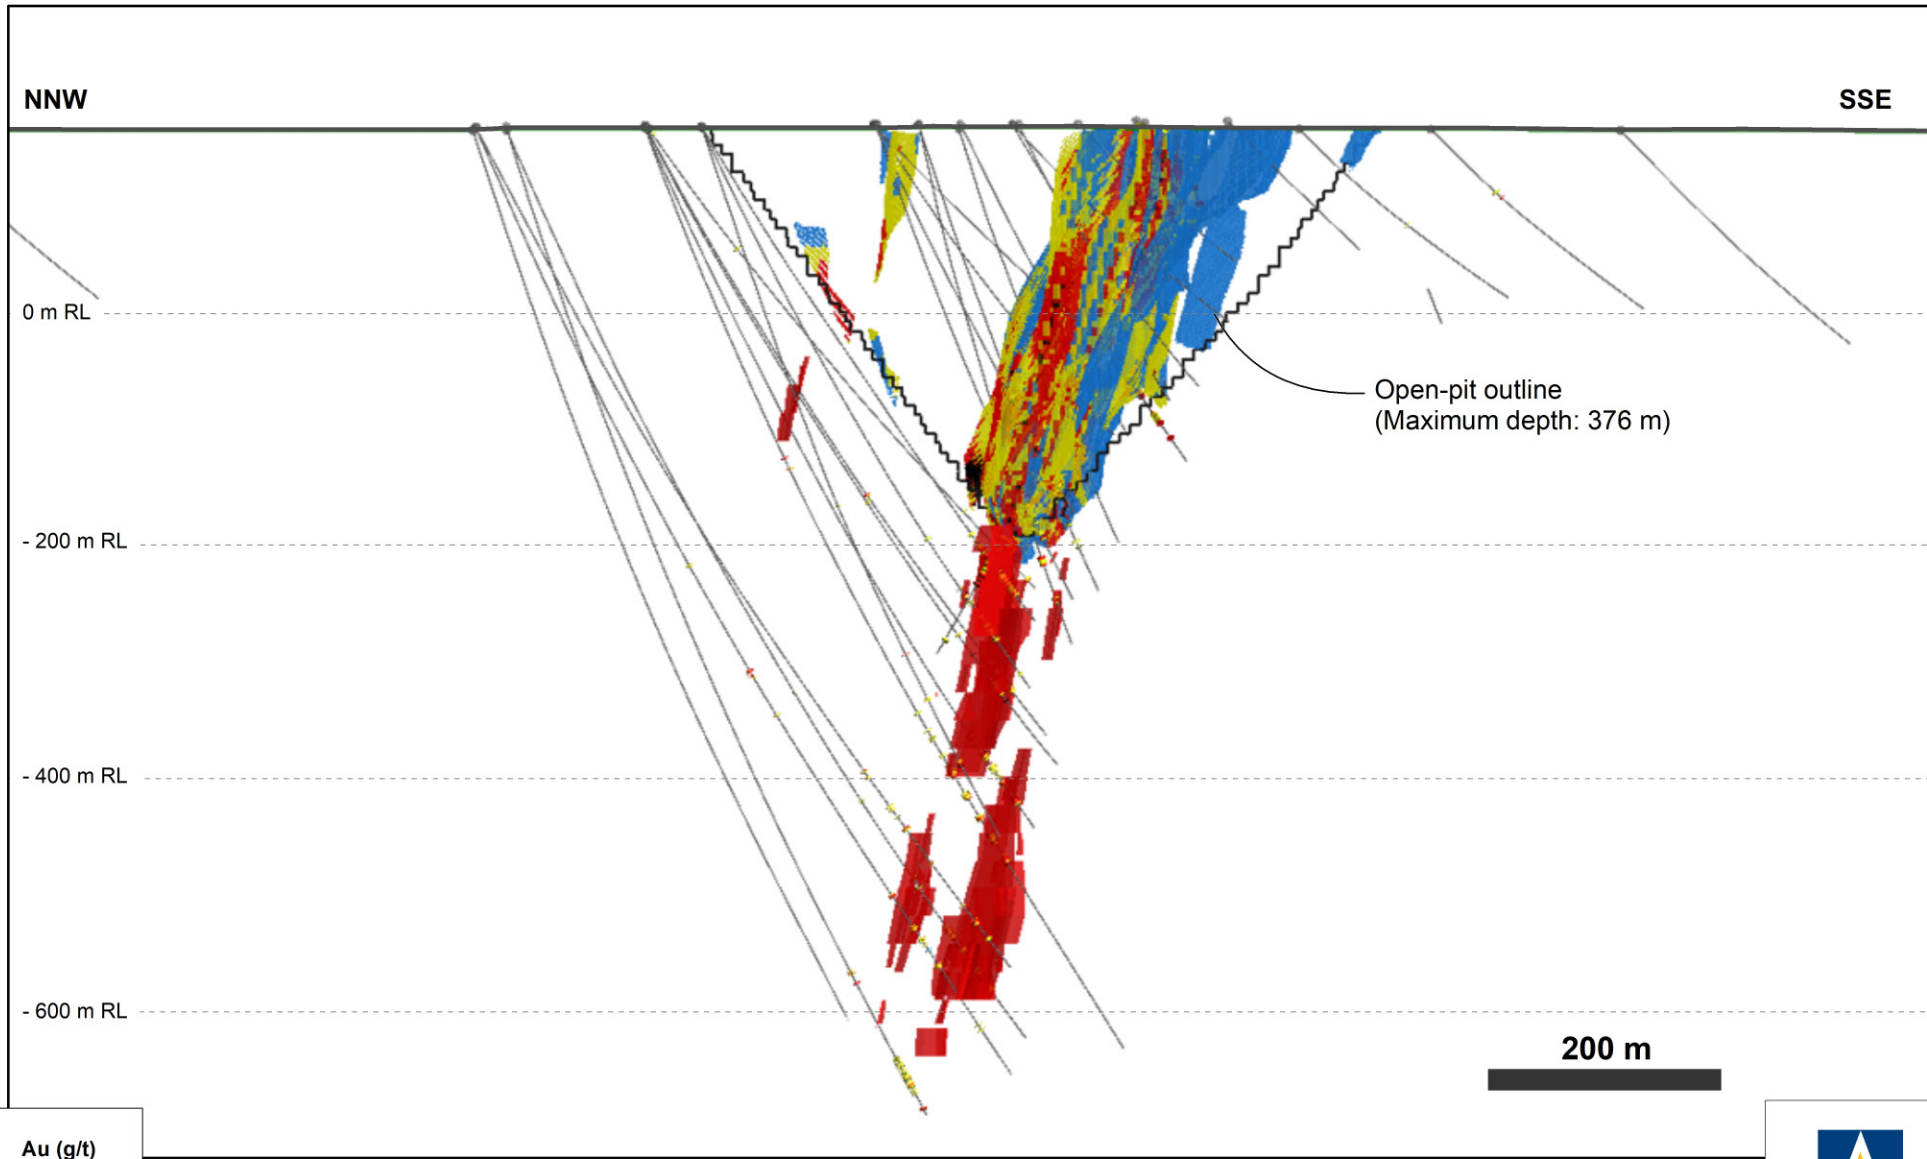 NNW
SSE
0 m RL
Open-pit outline
(Maximum depth: 376 m)
- 200 m RL
- 400 m RL
- 600 m RL
200 m
Au (g/t)